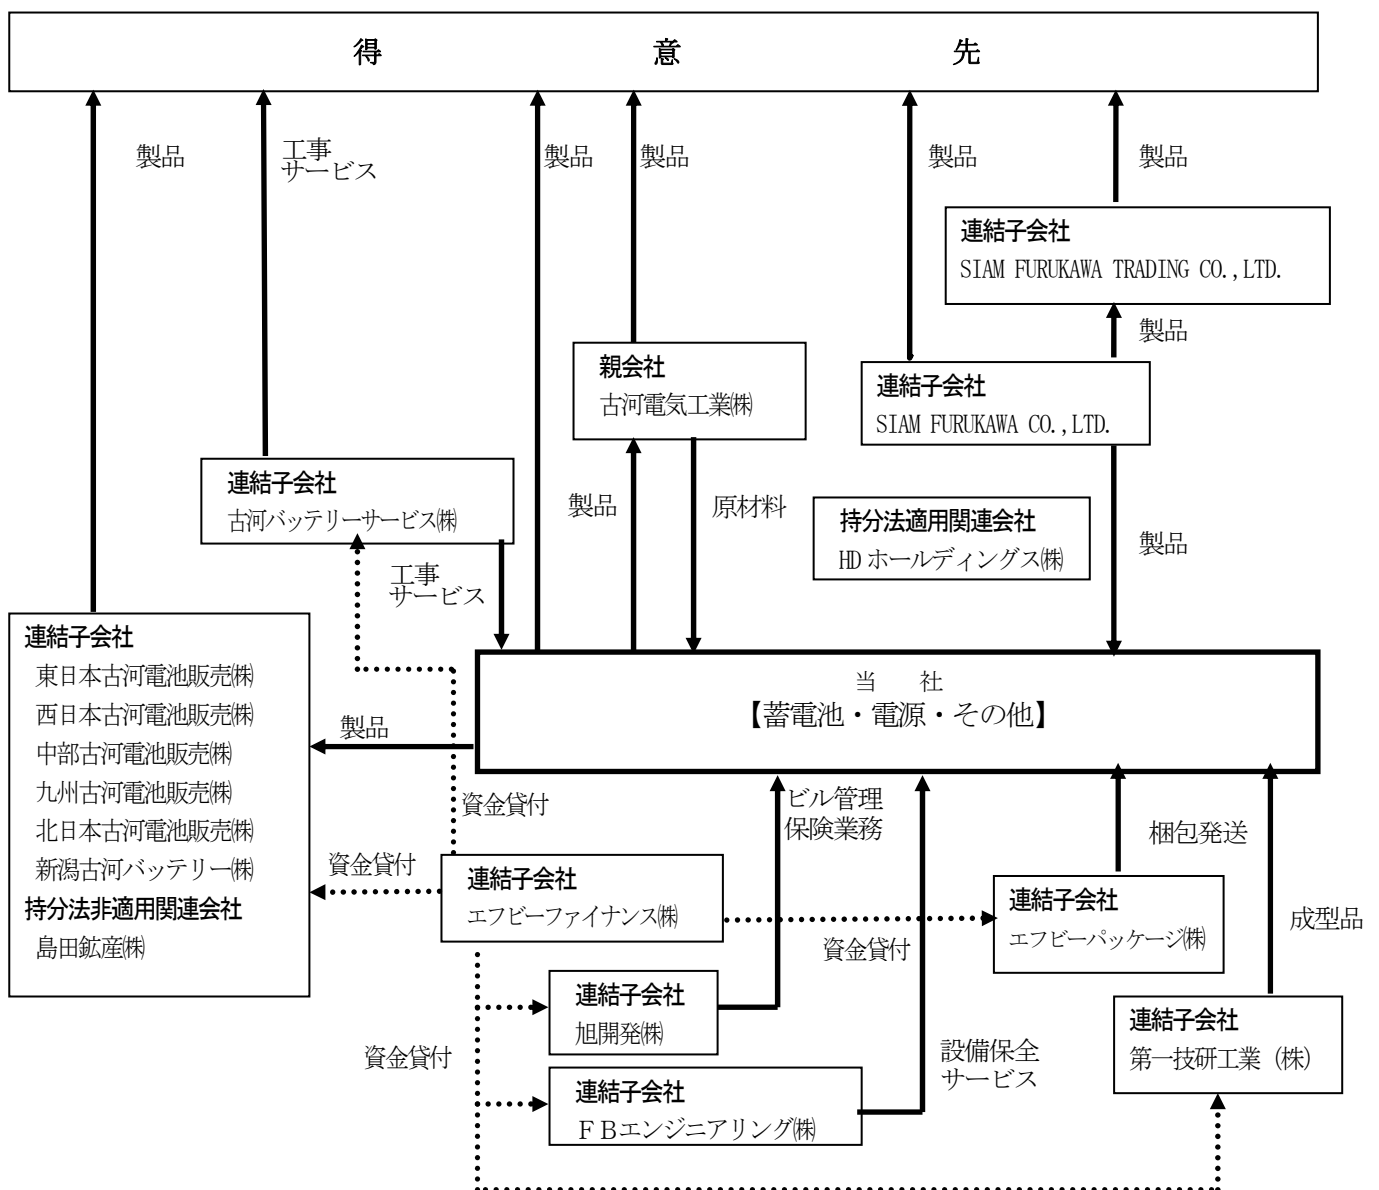 得　意　先
製品
工事
サービス
製品
製品
製品
製品
連結子会社
SIAM FURUKAWA TRADING CO.,LTD.
製品
親会社
古河電気工業㈱
連結子会社
SIAM FURUKAWA CO.,LTD.
連結子会社
古河バッテリーサービス㈱
製品
原材料
持分法適用関連会社
HDホールディングス㈱
製品
工事
サービス
連結子会社
東日本古河電池販売㈱
西日本古河電池販売㈱
中部古河電池販売㈱
九州古河電池販売㈱
北日本古河電池販売㈱
新潟古河バッテリー㈱
持分法非適用関連会社
島田鉱産㈱
当　社
【蓄電池・電源・その他】
製品
資金貸付
ビル管理
保険業務
梱包発送
資金貸付
連結子会社
エフビーファイナンス㈱
資金貸付
連結子会社
エフビーパッケージ㈱
成型品
連結子会社
旭開発㈱
資金貸付
設備保全
サービス
連結子会社
第一技研工業（株）
連結子会社
ＦＢエンジニアリング㈱